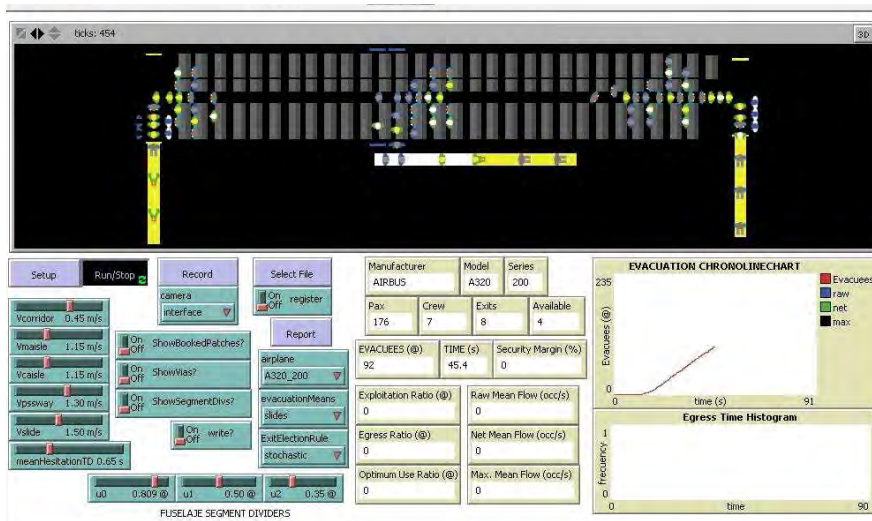 ticks: 454
3D
Setup
Run/Stop
Record
Select File
camera
interface
On
Off
register
Report
Vcorridor 0.45 m/s
Vmaisle 1.15 m/s
Vcaisle 1.15 m/s
Vpssway 1.30 m/s
Vslide 1.50 m/s
meanHesitationTD 0.65 s
On
Off
ShowBookedPatches?
On
Off
ShowVias?
On
Off
ShowSegmentDivs?
On
Off
write?
airplane
A320_200
evacuationMeans
slides
ExitElectionRule
stochastic
u0 0.809 @
u1 0.50 @
u2 0.35 @
FUSELAJE SEGMENT DIVIDERS
Manufacturer
AIRBUS
Model
A320
Series
200
Pax
176
Crew
7
Exits
8
Available
4
EVACUEES (@)
92
TIME (s)
45.4
Security Margin (%)
0
Exploitation Ratio (@)
0
Raw Mean Flow (occ/s)
0
Egress Ratio (@)
0
Net Mean Flow (occ/s)
0
Optimum Use Ratio (@)
0
Max. Mean Flow (occ/s)
0
EVACUATION CHRONOLINECHART
235
Evacuees (@)
0
0
time (s)
91
Evacuees
raw
net
max
Egress Time Histogram
1
frecuency
0
0
time
90